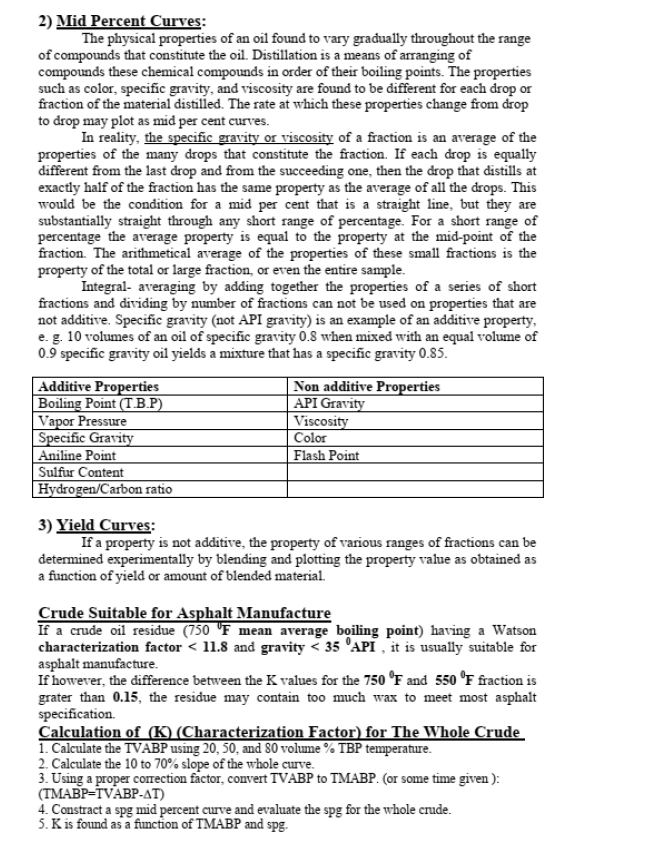 2) Mid Percent Curves:
The physical properties of an oil found to vary gradually throughout the range
of compounds that constitute the oil. Distillation is a means of arranging of
compounds these chemical compounds in order of their boiling points. The properties
such as color, specific gravity, and viscosity are found to be different for each drop or
fraction of the material distilled. The rate at which these properties change from drop
to drop may plot as mid per cent curves.
In reality, the specific gravity or viscosity of a fraction is an average of the
properties of the many drops that constitute the fraction. If each drop is equally
different from the last drop and from the succeeding one, then the drop that distills at
exactly half of the fraction has the same property as the average of all the drops. This
would be the condition for a mid per cent that is a straight line, but they are
substantially straight through any short range of percentage. For a short range of
percentage the average property is equal to the property at the mid-point of the
fraction. The arithmetical average of the properties of these small fractions is the
property of the total or large fraction, or even the entire sample.
Integral- averaging by adding together the properties of a series of short
fractions and dividing by number of fractions can not be used on properties that are
not additive. Specific gravity (not API gravity) is an example of an additive property,
e. g. 10 volumes of an oil of specific gravity 0.8 when mixed with an equal volume of
0.9 specific gravity oil yields a mixture that has a specific gravity 0.85.
Additive Properties Non additive Properties
Boiling Point (T.B.P) API Gravity
Vapor Pressure Viscosity
Specific Gravity Color
Aniline Point Flash Point
Sulfur Content
Hydrogen/Carbon ratio
3) Yield Curves:
If a property is not additive, the property of various ranges of fractions can be
determined experimentally by blending and plotting the property value as obtained as
a function of yield or amount of blended material.
Crude Suitable for Asphalt Manufacture
If a crude oil residue (750 ⁰F mean average boiling point) having a Watson
characterization factor < 11.8 and gravity < 35 ⁰API , it is usually suitable for
asphalt manufacture.
If however, the difference between the K values for the 750 ⁰F and 550 ⁰F fraction is
grater than 0.15, the residue may contain too much wax to meet most asphalt
specification.
Calculation of (K) (Characterization Factor) for The Whole Crude
1. Calculate the TVABP using 20, 50, and 80 volume % TBP temperature.
2. Calculate the 10 to 70% slope of the whole curve.
3. Using a proper correction factor, convert TVABP to TMABP. (or some time given ):
(TMABP=TVABP-ΔT)
4. Constract a spg mid percent curve and evaluate the spg for the whole crude.
5. K is found as a function of TMABP and spg.